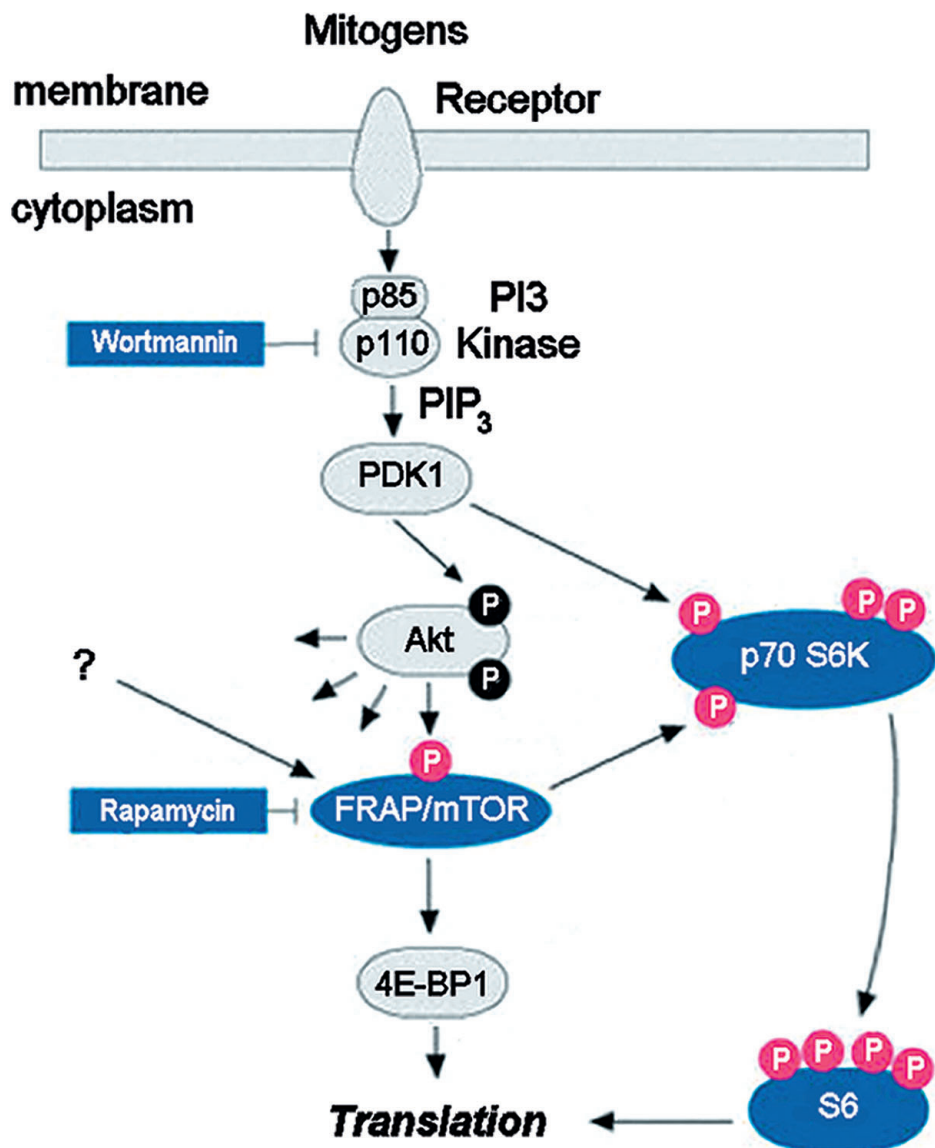 Mitogens
membrane
Receptor
cytoplasm
p85
PI3
Wortmannin
p110
Kinase
PIP3
PDK1
P
P
P
P
Akt
p70 S6K
?
P
P
P
Rapamycin
FRAP/mTOR
4E-BP1
P
P
P
P
S6
Translation